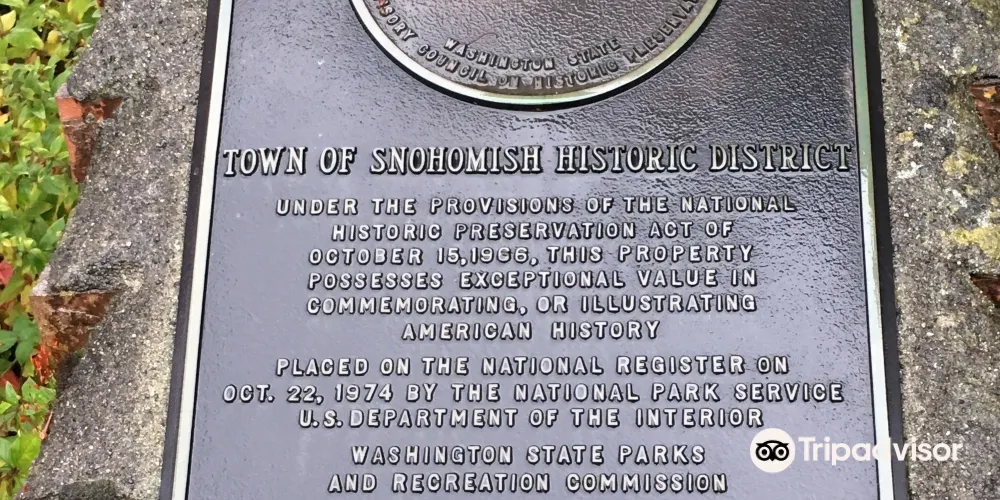 WASHINGTON STATE
COUNCIL ON HISTORIC
TOWN OF SNOHOMISH HISTORIC DISTRICT
UNDER THE PROVISIONS OF THE NATIONAL
HISTORIC PRESERVATION ACT OF
OCTOBER 15, 1966, THIS PROPERTY
POSSESSES EXCEPTIONAL VALUE IN
COMMEMORATING, OR ILLUSTRATING
AMERICAN HISTORY
PLACED ON THE NATIONAL REGISTER ON
OCT. 22, 1974 BY THE NATIONAL PARK SERVICE
U.S. DEPARTMENT OF THE INTERIOR
WASHINGTON STATE PARKS
AND RECREATION COMMISSION
Tripadvisor